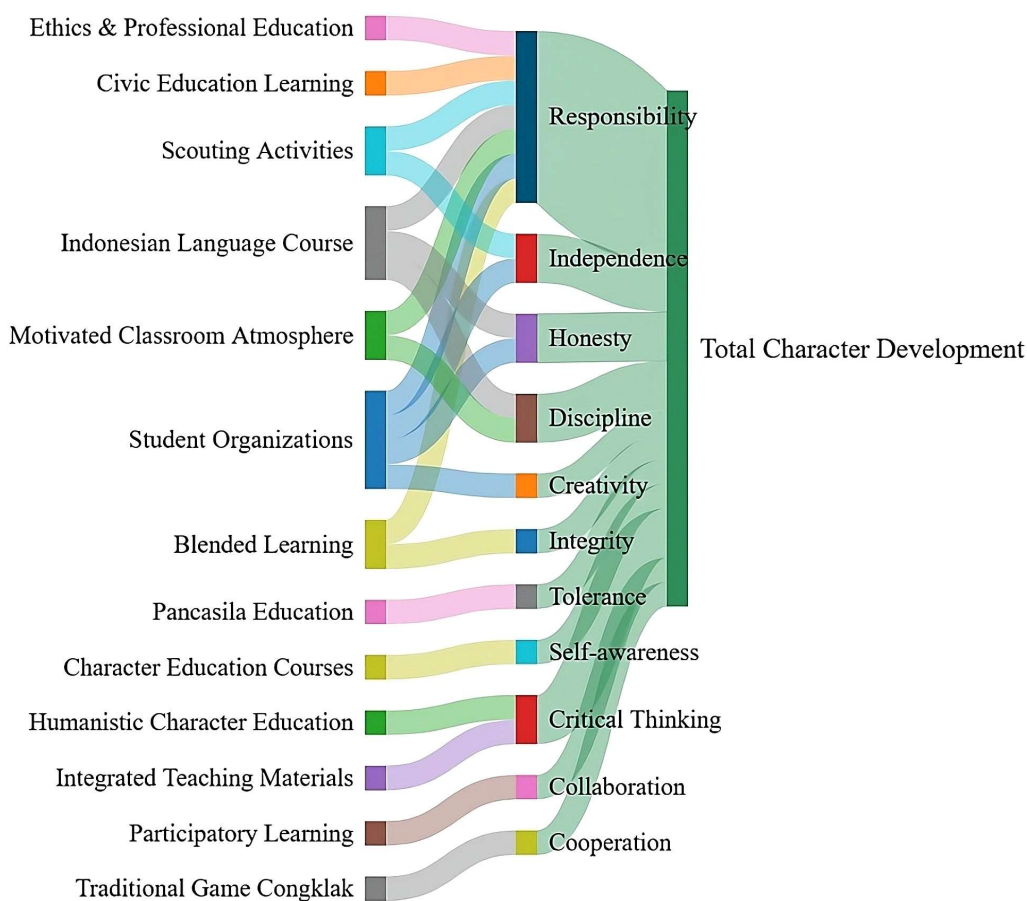 Ethics & Professional Education
Civic Education Learning
Scouting Activities
Indonesian Language Course
Motivated Classroom Atmosphere
Student Organizations
Blended Learning
Pancasila Education
Character Education Courses
Humanistic Character Education
Integrated Teaching Materials
Participatory Learning
Traditional Game Congklak
Responsibility
Independence
Honesty
Discipline
Creativity
Integrity
Tolerance
Self-awareness
Critical Thinking
Collaboration
Cooperation
Total Character Development